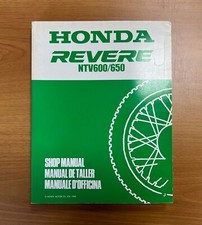 HONDA
REVERE
NTV600/650
SHOP MANUAL
MANUAL DE TALLER
MANUALE D'OFFICINA